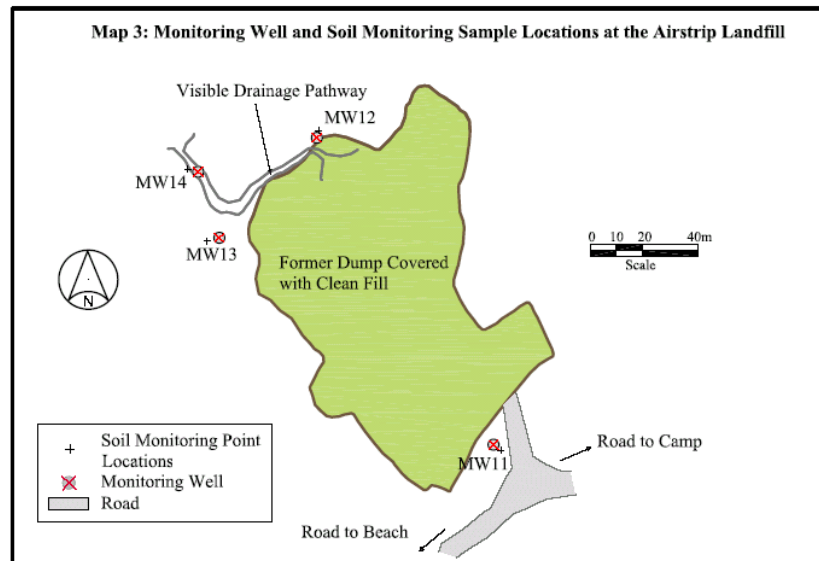 Map 3: Monitoring Well and Soil Monitoring Sample Locations at the Airstrip Landfill
Visible Drainage Pathway
MW12
MW14
MW13
0 10 20 40m
Scale
Former Dump Covered
with Clean Fill
N
Soil Monitoring Point
Locations
Monitoring Well
Road
MW11
Road to Camp
Road to Beach